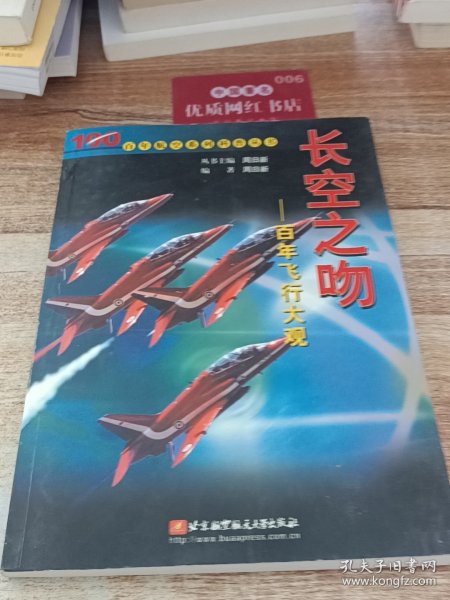 006
中国著名
优质网红书店
100
百年航空系列科普丛书
丛书主编 周日新
编 著 周日新
长空之吻
——百年飞行大观
北京航空航天大学出版社
http://www.buaapress.com.cn
孔夫子旧书网
www.kongfz.com